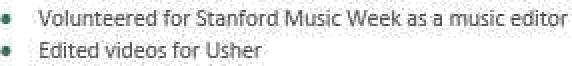 • Volunteered for Stanford Music Week as a music editor
• Edited videos for Usher